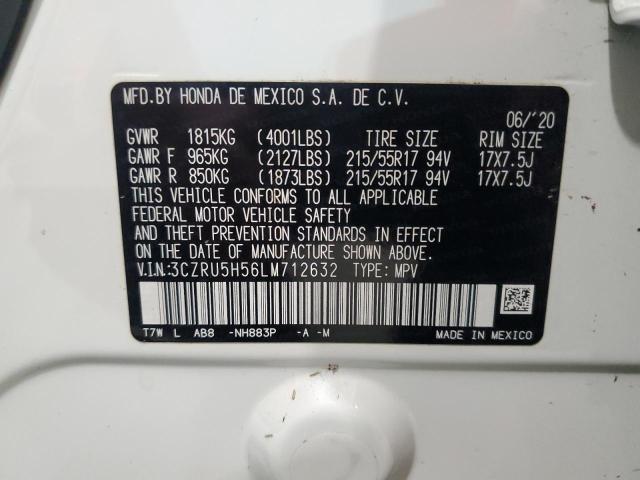 MFD. BY HONDA DE MEXICO S.A. DE C.V.
06/'20
GVWR 1815KG (4001LBS) TIRE SIZE RIM SIZE
GAWR F 965KG (2127LBS) 215/55R17 94V 17X7.5J
GAWR R 850KG (1873LBS) 215/55R17 94V 17X7.5J
THIS VEHICLE CONFORMS TO ALL APPLICABLE
FEDERAL MOTOR VEHICLE SAFETY
AND THEFT PREVENTION STANDARDS IN EFFECT
ON THE DATE OF MANUFACTURE SHOWN ABOVE.
V.I.N.:3CZRU5H56LM712632 TYPE: MPV
T7W L AB8 -NH883P -A -M MADE IN MEXICO